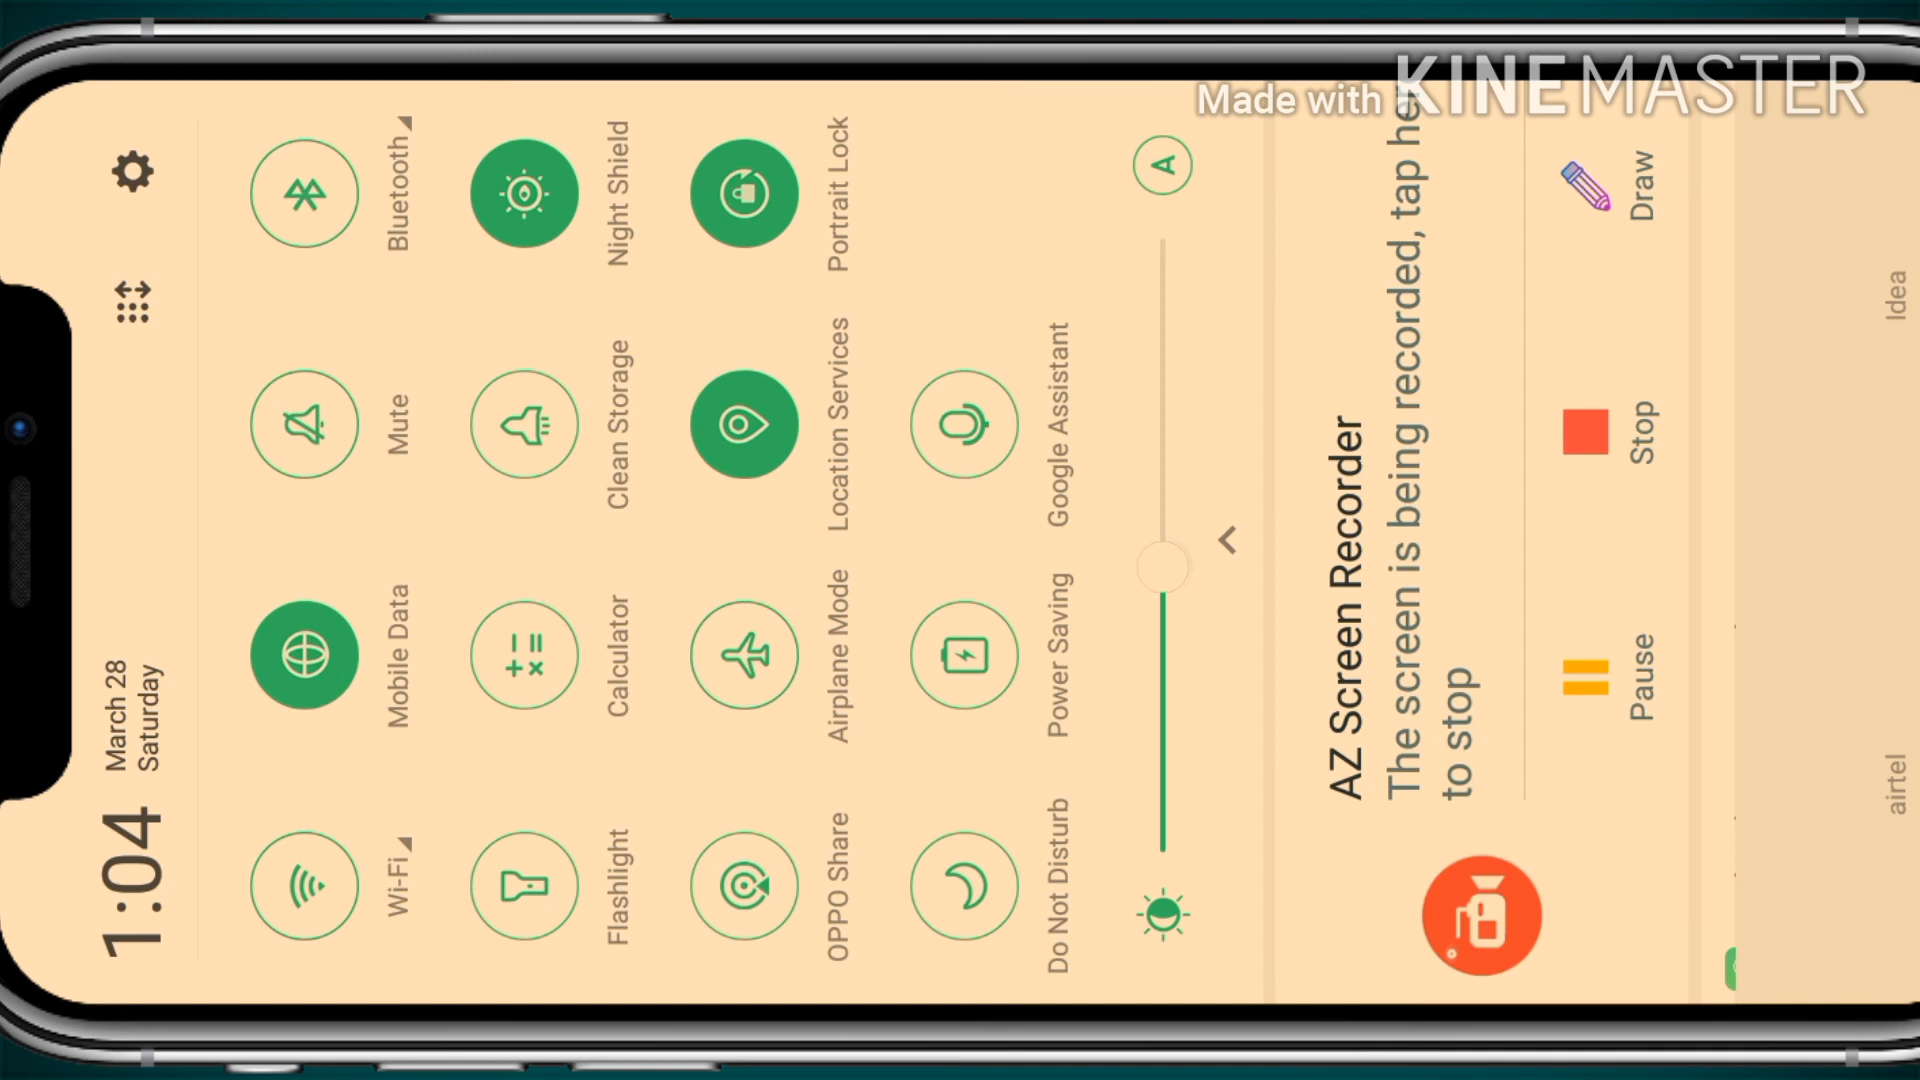 Made with KINEMASTER
1:04
March 28
Saturday
Wi-Fi
Mobile Data
Mute
Bluetooth
Flashlight
Calculator
Clean Storage
Night Shield
OPPO Share
Airplane Mode
Location Services
Portrait Lock
Do Not Disturb
Power Saving
Google Assistant
A
AZ Screen Recorder
The screen is being recorded, tap her
to stop
Pause
Stop
Draw
airtel
Idea